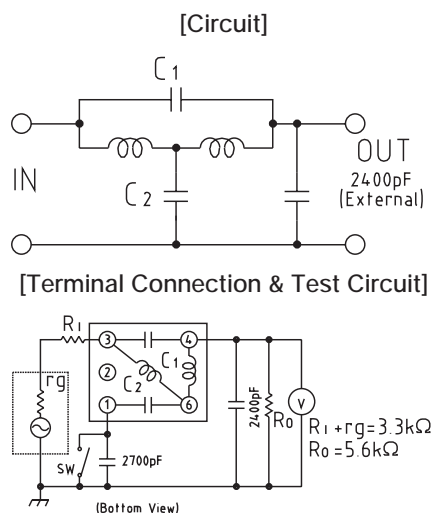 [Circuit]
C1
IN
C2
OUT
2400pF
(External)
[Terminal Connection & Test Circuit]
R1
rg
3
4
C1
2
C2
1
6
SW
2700pF
2400pF
Ro
V
R1+rg=3.3kΩ
Ro=5.6kΩ
(Bottom View)